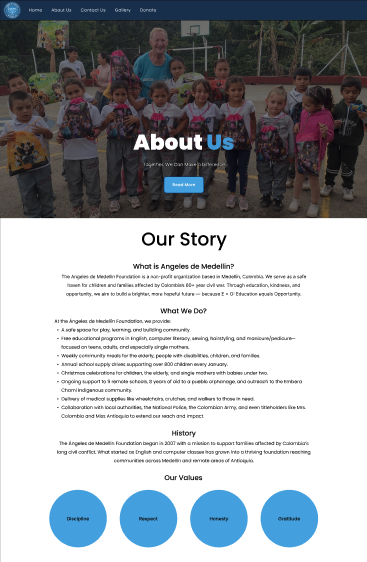 Home About Us Contact Us Gallery Donate
About Us
Together, We Can Make a Difference.
Read More
Our Story
What is Angeles de Medellin?
The Angeles de Medellin Foundation is a non-profit organization based in Medellin, Colombia. We serve as a safe
haven for children and families affected by Colombia's 60+ year civil war. Through education, kindness, and
opportunity, we aim to build a brighter, more hopeful future — because E = O: Education equals Opportunity.
What We Do?
At the Angeles de Medellin Foundation, we provide:
• A safe space for play, learning, and building community.
• Free educational programs in English, computer literacy, sewing, hairstyling, and manicure/pedicure—
focused on teens, adults, and especially single mothers.
• Weekly community meals for the elderly, people with disabilities, children, and families.
• Annual school supply drives supporting over 800 children every January.
• Christmas celebrations for children, the elderly, and single mothers with babies under two.
• Ongoing support to 9 remote schools, 8 years of aid to a puebla orphanage, and outreach to the Embara
Chamí indigenous community.
• Delivery of medical supplies like wheelchairs, crutches, and walkers to those in need.
• Collaboration with local authorities, the National Police, the Colombian Army, and even titleholders like Mrs.
Colombia and Miss Antioquia to extend our reach and impact.
History
The Angeles de Medellin Foundation began in 2007 with a mission to support families affected by Colombia's
long civil conflict. What started as English and computer classes has grown into a thriving foundation reaching
communities across Medellin and remote areas of Antioquia.
Our Values
Discipline Respect Honesty Gratitude